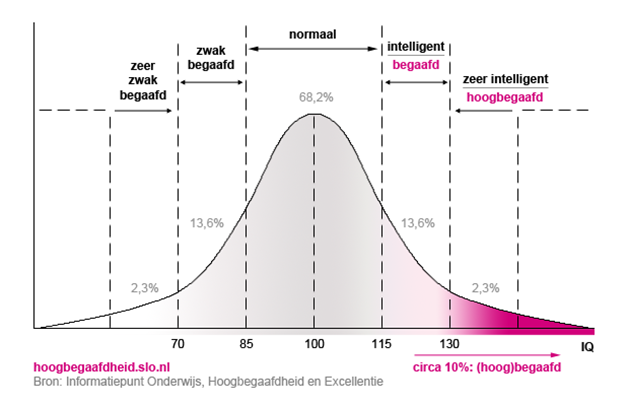 normaal
zwak
begaafd
intelligent
begaafd
zeer
zwak
begaafd
zeer intelligent
hoogbegaafd
68,2%
13,6%
13,6%
2,3%
2,3%
70 85 100 115 130 IQ
hoogbegaafdheid.slo.nl
circa 10%: (hoog)begaafd
Bron: Informatiepunt Onderwijs, Hoogbegaafdheid en Excellentie